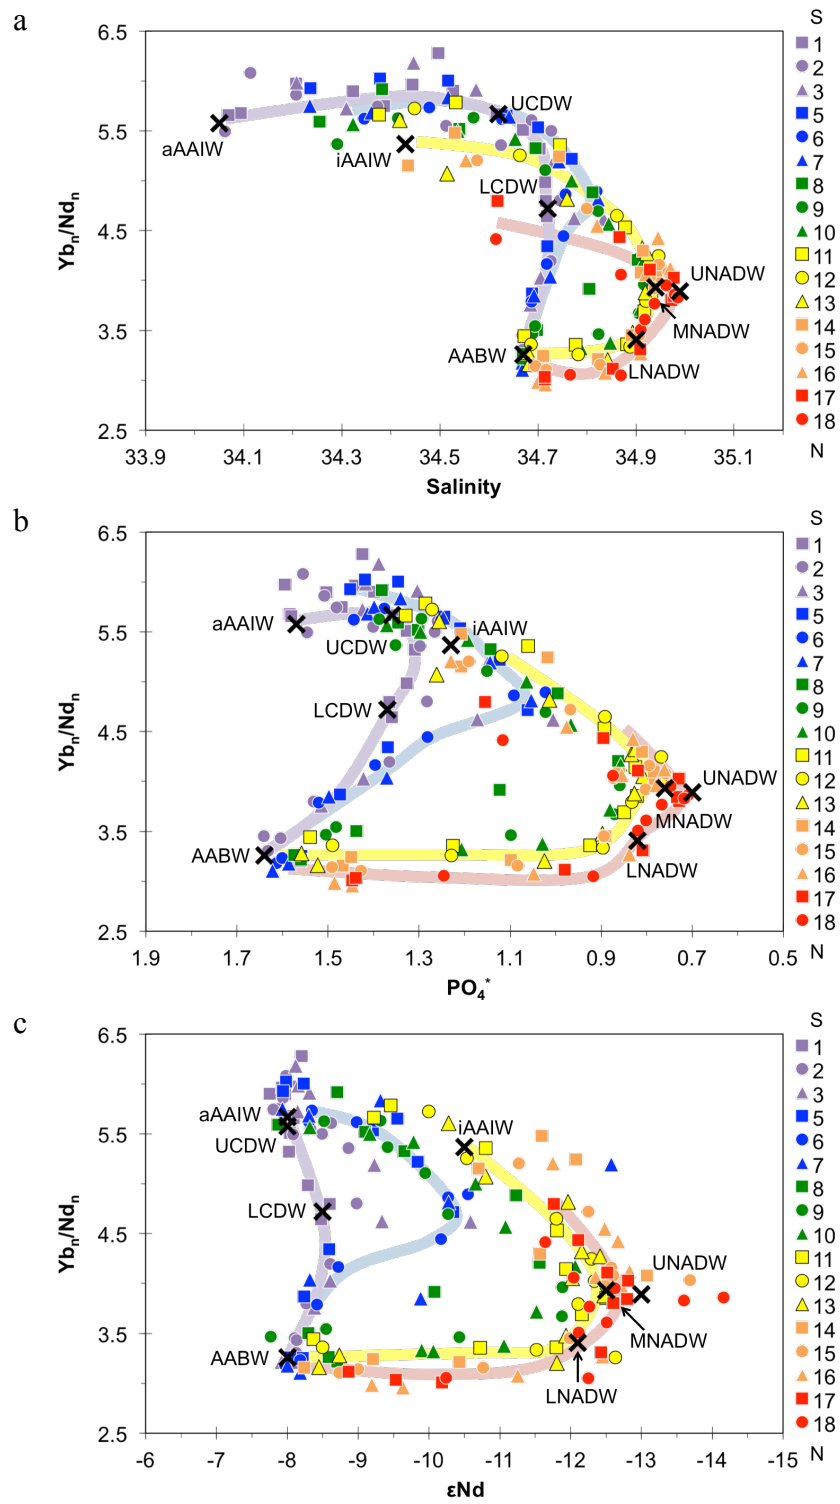 a
S
6.5
5.5
4.5
3.5
2.5
Ybn/Ndn
33.9 34.1 34.3 34.5 34.7 34.9 35.1
Salinity
aAAIW
iAAIW
UCDW
LCDW
AABW
UNADW
MNADW
LNADW
1
2
3
5
6
7
8
9
10
11
12
13
14
15
16
17
18
N
b
S
6.5
5.5
4.5
3.5
2.5
Ybn/Ndn
1.9 1.7 1.5 1.3 1.1 0.9 0.7 0.5
PO4*
aAAIW
UCDW
iAAIW
LCDW
AABW
UNADW
MNADW
LNADW
1
2
3
5
6
7
8
9
10
11
12
13
14
15
16
17
18
N
c
S
6.5
5.5
4.5
3.5
2.5
Ybn/Ndn
-6 -7 -8 -9 -10 -11 -12 -13 -14 -15
εNd
aAAIW
UCDW
iAAIW
LCDW
AABW
UNADW
MNADW
LNADW
1
2
3
5
6
7
8
9
10
11
12
13
14
15
16
17
18
N